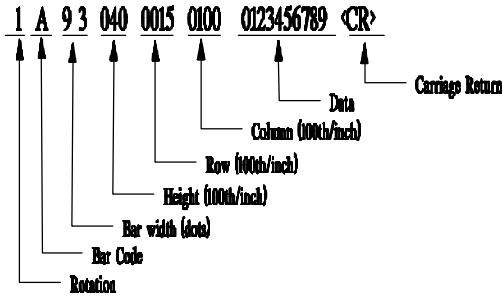 1 A 9 3 040 0015 0100 0123456789 <CR>
Carriage Return
Data
Column (100th/inch)
Row (100th/inch)
Height (100th/inch)
Bar width (dots)
Bar Code
Rotation